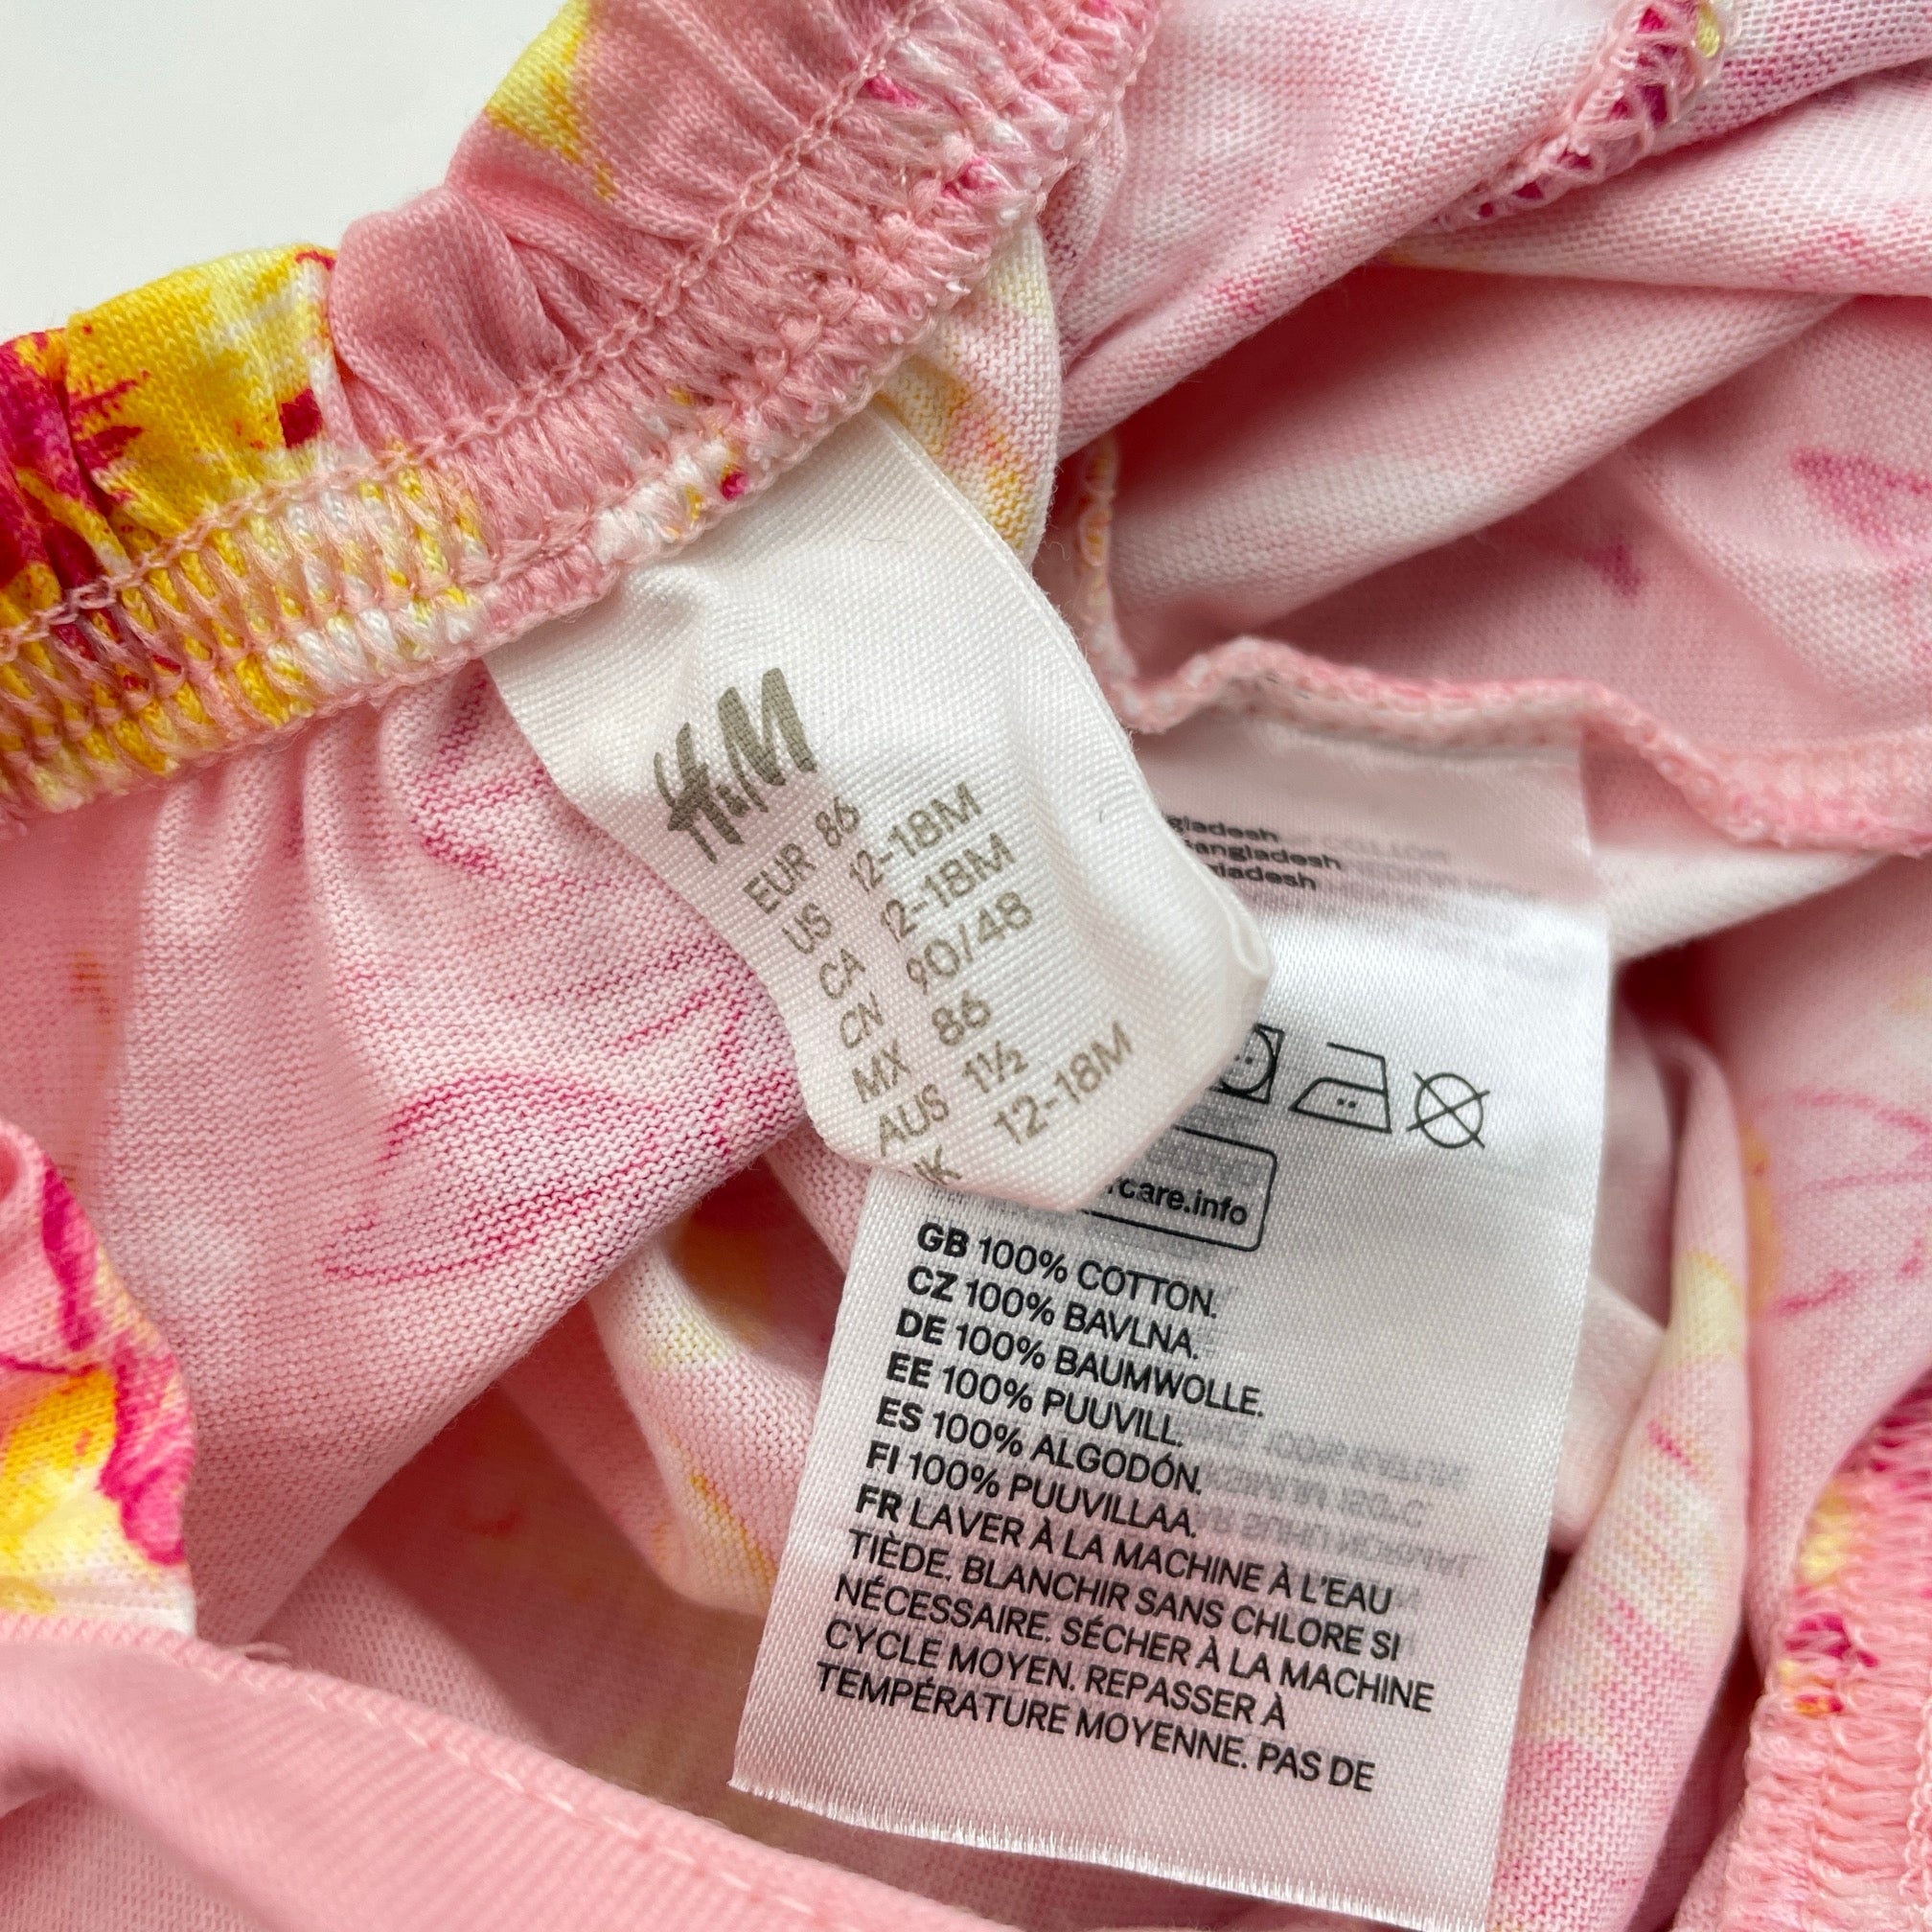 H&M
EUR 86
US 12-18M
CA 12-18M
CN 90/48
MX 86
AUS 1½
12-18M
care.info
GB 100% COTTON.
CZ 100% BAVLNA.
DE 100% BAUMWOLLE.
EE 100% PUUVILL.
ES 100% ALGODÓN.
FI 100% PUUVILLAA.
FR LAVER À LA MACHINE À L'EAU
TIÈDE. BLANCHIR SANS CHLORE SI
NÉCESSAIRE. SÉCHER À LA MACHINE
CYCLE MOYEN. REPASSER À
TEMPÉRATURE MOYENNE. PAS DE